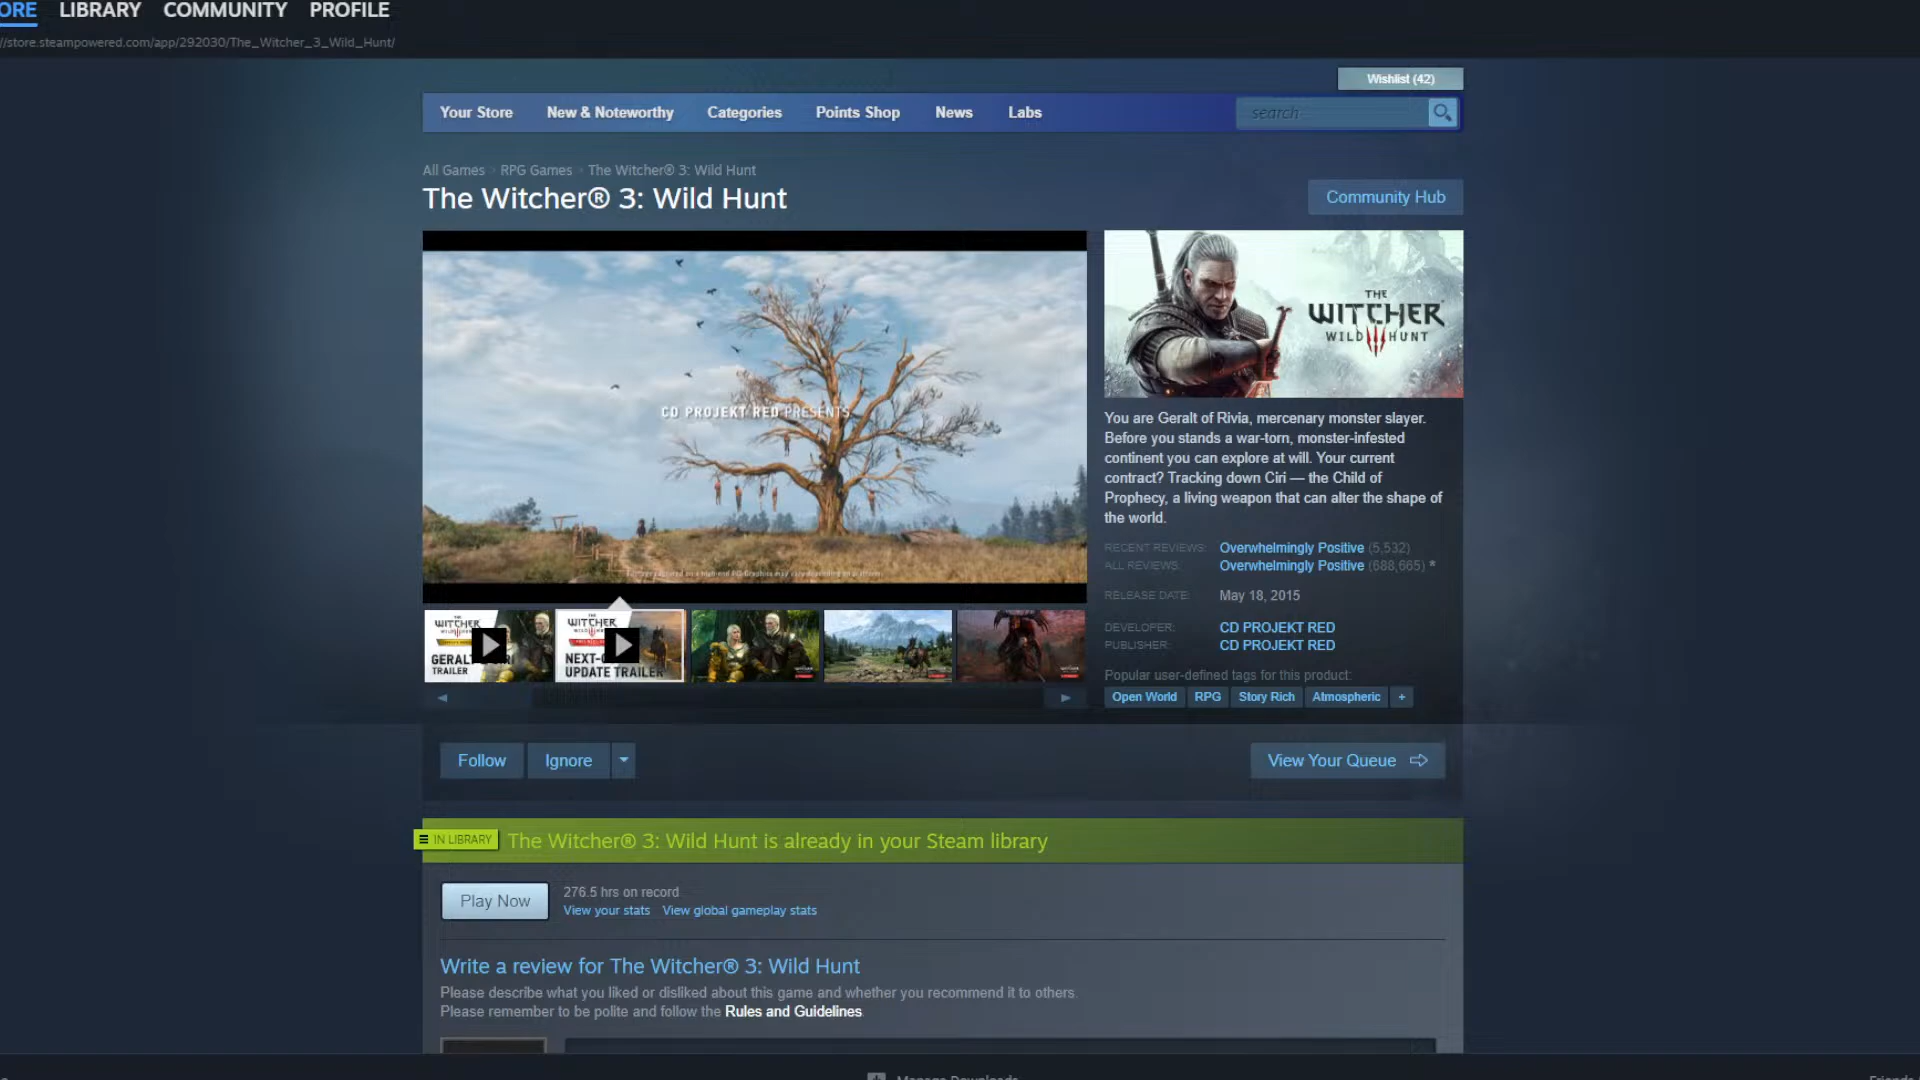 ORE LIBRARY COMMUNITY PROFILE
//store.steampowered.com/app/292030/The_Witcher_3_Wild_Hunt/
Wishlist (42)
Your Store New & Noteworthy Categories Points Shop News Labs
search
All Games RPG Games The Witcher® 3: Wild Hunt
The Witcher® 3: Wild Hunt
Community Hub
CD PROJEKT RED PRESENTS
THE
WITCHER
WILD HUNT
You are Geralt of Rivia, mercenary monster slayer.
Before you stands a war-torn, monster-infested
continent you can explore at will. Your current
contract? Tracking down Ciri — the Child of
Prophecy, a living weapon that can alter the shape of
the world.
RECENT REVIEWS: Overwhelmingly Positive (5,532)
ALL REVIEWS: Overwhelmingly Positive (688,665) *
RELEASE DATE: May 18, 2015
DEVELOPER: CD PROJEKT RED
PUBLISHER: CD PROJEKT RED
Popular user-defined tags for this product:
Open World RPG Story Rich Atmospheric +
THE
WITCHER
GERALT
TRAILER
THE
WITCHER
NEXT-
UPDATE TRAILER
Follow Ignore
View Your Queue
IN LIBRARY The Witcher® 3: Wild Hunt is already in your Steam library
Play Now
276.5 hrs on record
View your stats View global gameplay stats
Write a review for The Witcher® 3: Wild Hunt
Please describe what you liked or disliked about this game and whether you recommend it to others.
Please remember to be polite and follow the Rules and Guidelines.
Manage Downloads
Friends